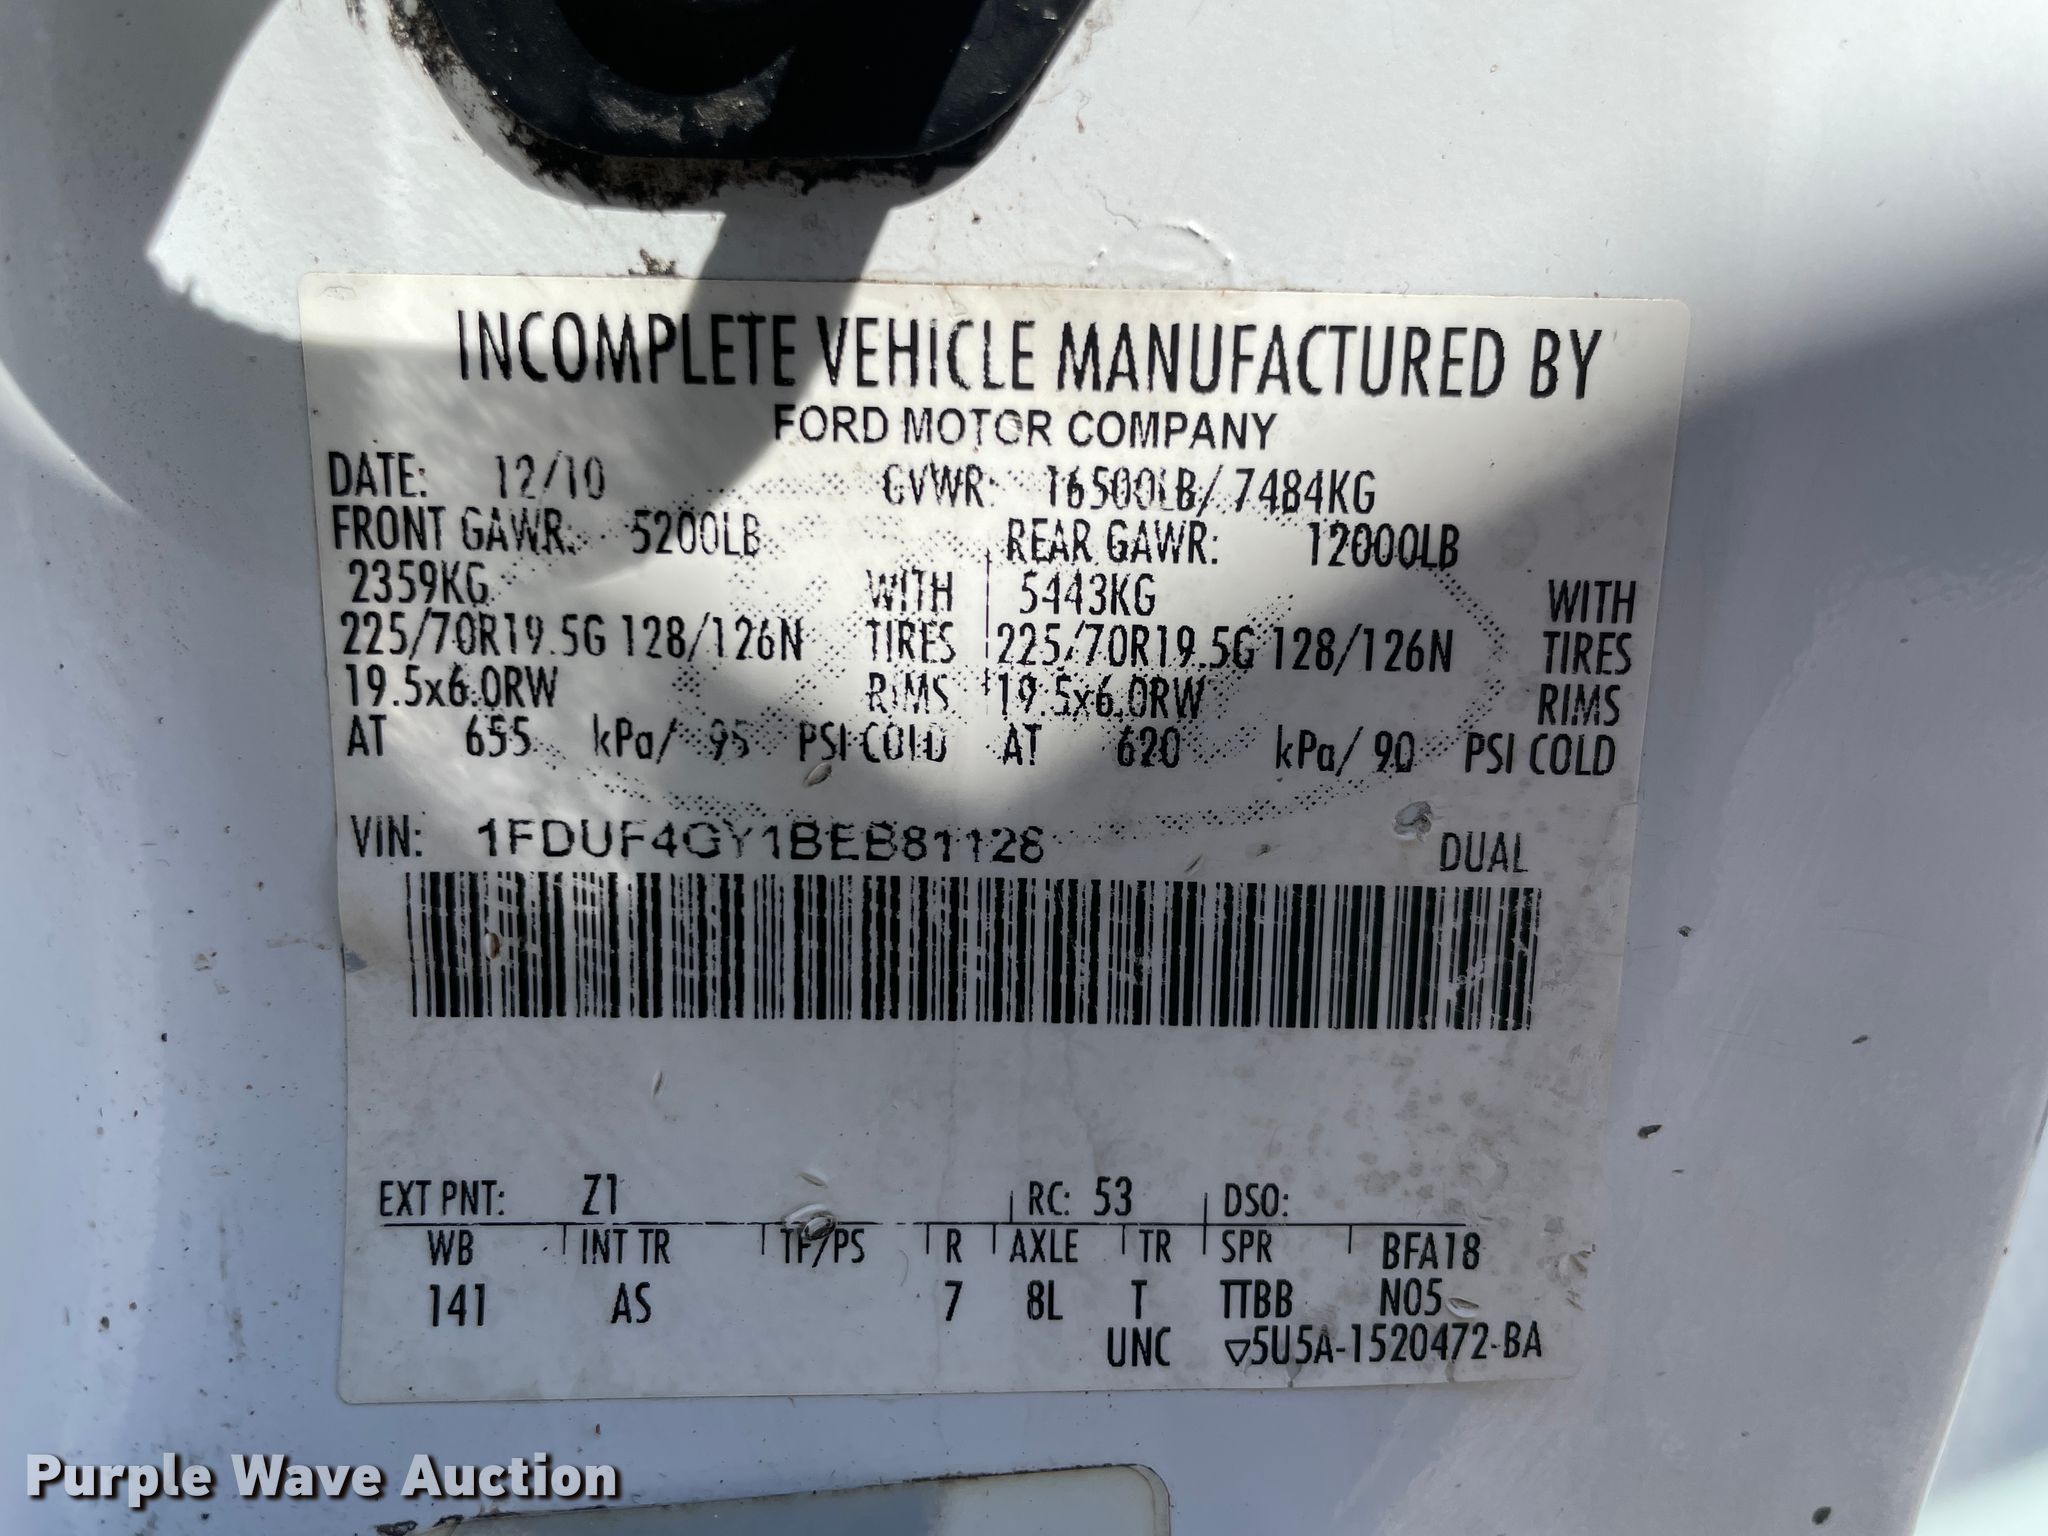 INCOMPLETE VEHICLE MANUFACTURED BY
FORD MOTOR COMPANY
DATE: 12/10 GVWR: 16500LB/ 7484KG
FRONT GAWR: 5200LB REAR GAWR: 12000LB
2359KG WITH 5443KG WITH
225/70R19.5G 128/126N TIRES 225/70R19.5G 128/126N TIRES
19.5x6.0RW RIMS 19.5x6.0RW RIMS
AT 655 kPa/ 95 PSI COLD AT 620 kPa/ 90 PSI COLD
VIN: 1FDUF4GY1BEB81128 DUAL
EXT PNT: Z1 RC: 53 DSO:
WB INT TR TP/PS R AXLE TR SPR BFA18
141 AS 7 8L T TTBB N05
UNC ▽5U5A-1520472-BA
Purple Wave Auction